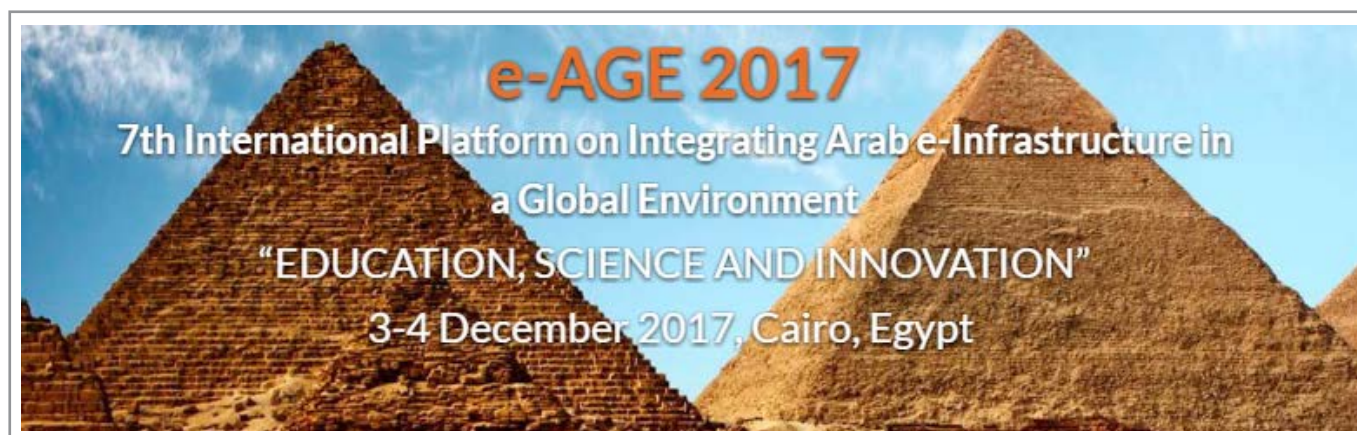 e-AGE 2017
7th International Platform on Integrating Arab e-Infrastructure in
a Global Environment
“EDUCATION, SCIENCE AND INNOVATION”
3-4 December 2017, Cairo, Egypt